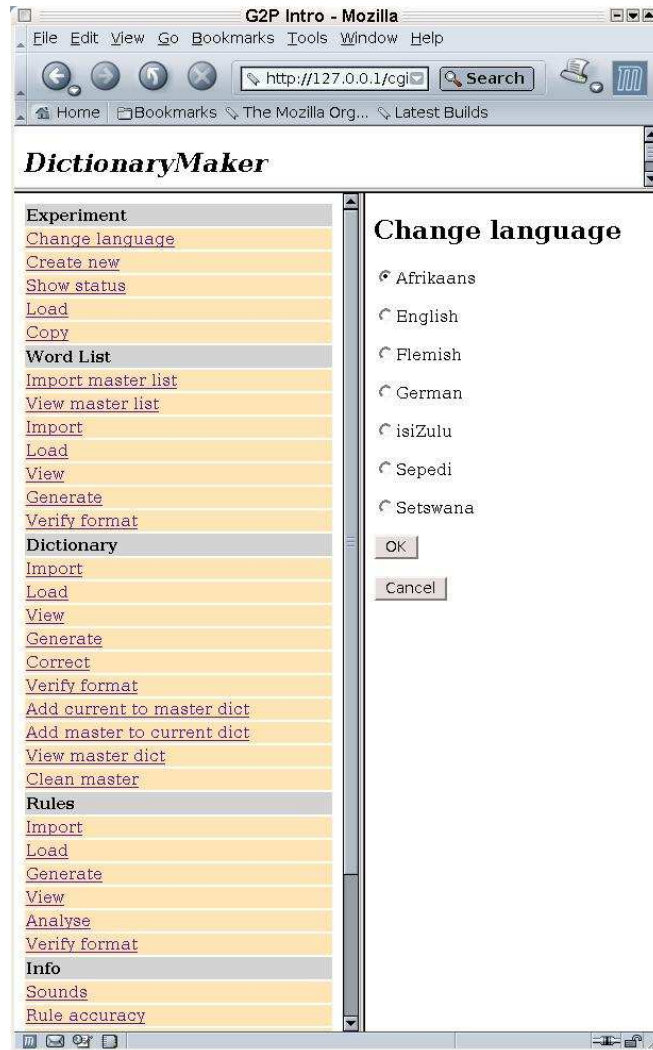 G2P Intro - Mozilla
File Edit View Go Bookmarks Tools Window Help
http://127.0.0.1/cgi Search
Home Bookmarks The Mozilla Org... Latest Builds
DictionaryMaker
Experiment
Change language
Create new
Show status
Load
Copy
Word List
Import master list
View master list
Import
Load
View
Generate
Verify format
Dictionary
Import
Load
View
Generate
Correct
Verify format
Add current to master dict
Add master to current dict
View master dict
Clean master
Rules
Import
Load
Generate
View
Analyse
Verify format
Info
Sounds
Rule accuracy
Change language
Afrikaans
English
Flemish
German
isiZulu
Sepedi
Setswana
OK
Cancel